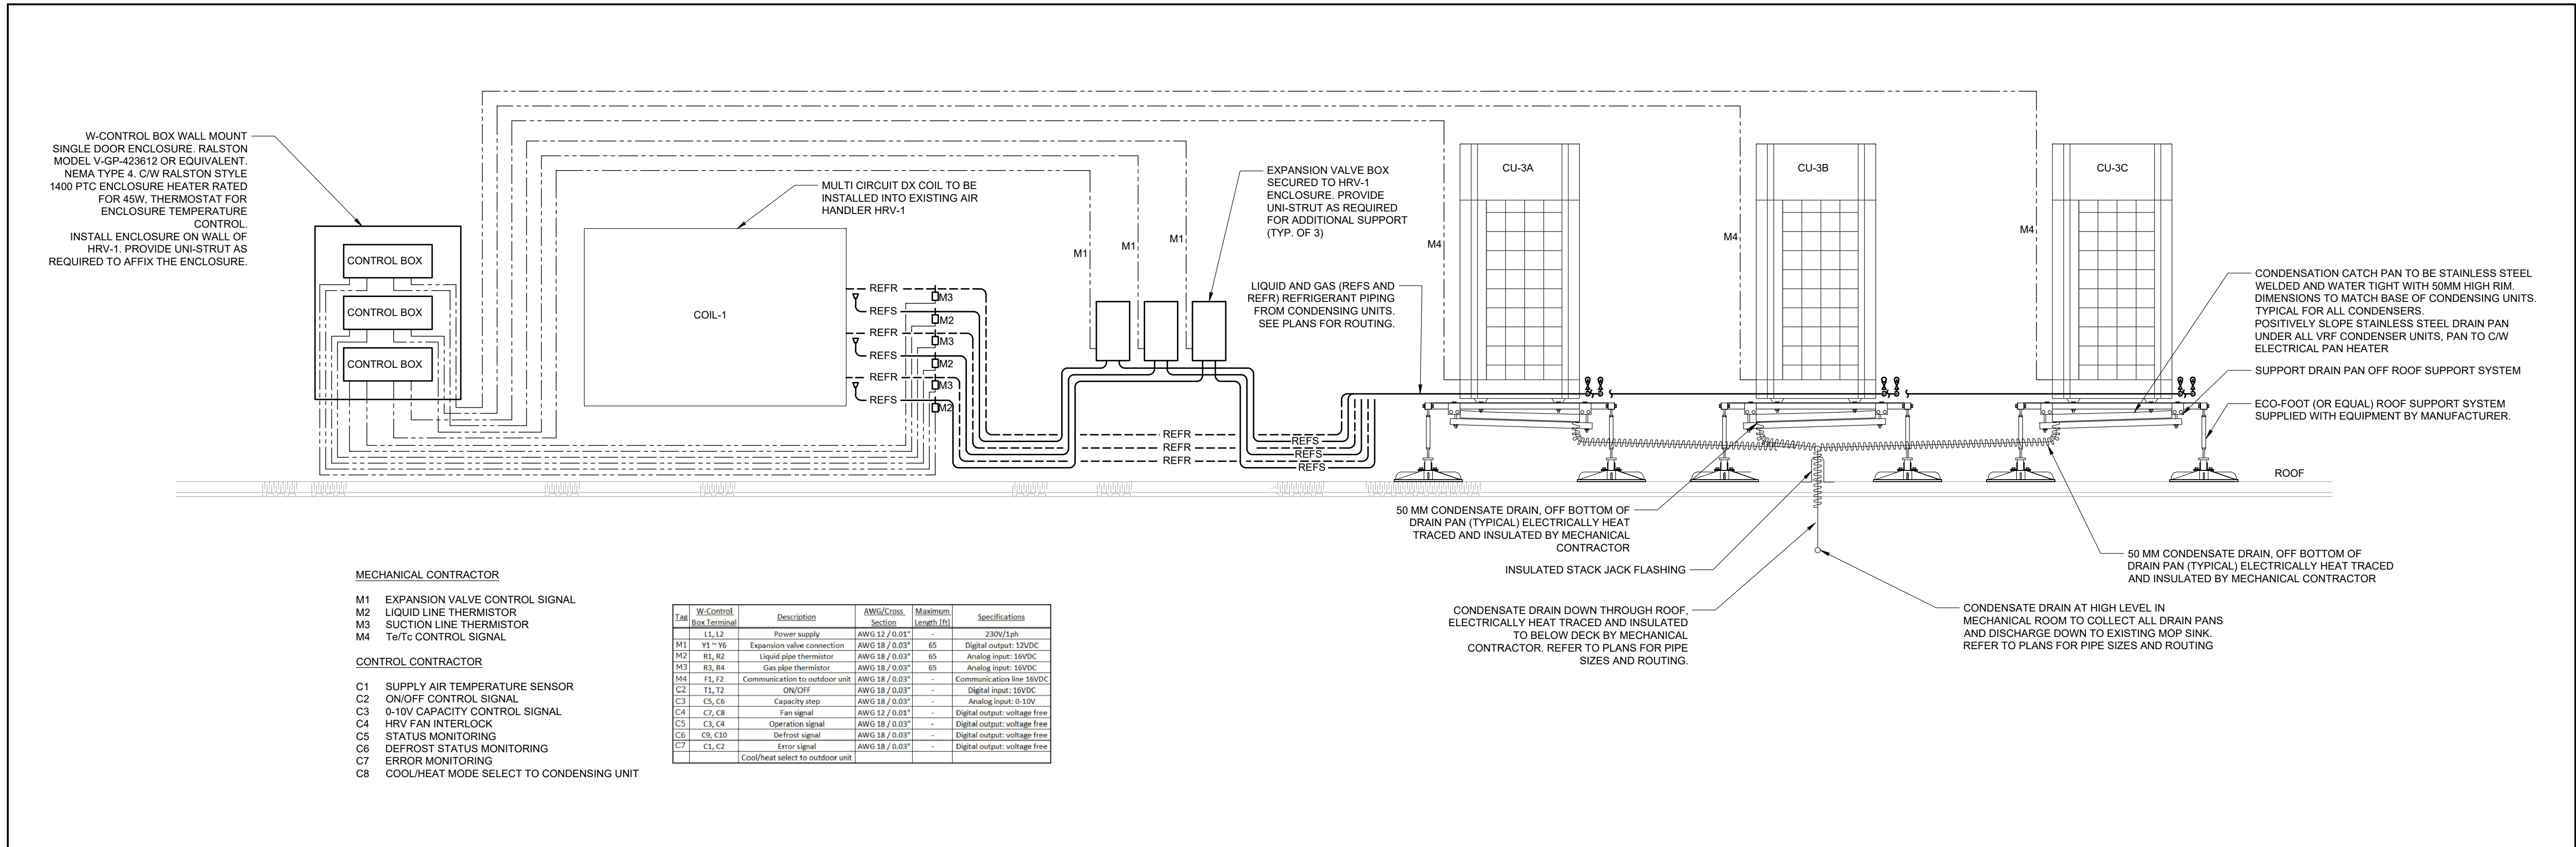 W-CONTROL BOX WALL MOUNT
SINGLE DOOR ENCLOSURE. RALSTON
MODEL V-GP-423612 OR EQUIVALENT.
NEMA TYPE 4. C/W RALSTON STYLE
1400 PTC ENCLOSURE HEATER RATED
FOR 45W, THERMOSTAT FOR
ENCLOSURE TEMPERATURE
CONTROL.
INSTALL ENCLOSURE ON WALL OF
HRV-1. PROVIDE UNI-STRUT AS
REQUIRED TO AFFIX THE ENCLOSURE.
CONTROL BOX
CONTROL BOX
CONTROL BOX
MULTI CIRCUIT DX COIL TO BE
INSTALLED INTO EXISTING AIR
HANDLER HRV-1
COIL-1
REFR
REFS
REFR
REFS
REFR
REFS
M3
M2
M3
M2
M3
M2
M1
M1
M1
EXPANSION VALVE BOX
SECURED TO HRV-1
ENCLOSURE. PROVIDE
UNI-STRUT AS REQUIRED
FOR ADDITIONAL SUPPORT
(TYP. OF 3)
LIQUID AND GAS (REFS AND
REFR) REFRIGERANT PIPING
FROM CONDENSING UNITS.
SEE PLANS FOR ROUTING.
REFR
REFR
REFR
REFS
REFS
REFS
M4
CU-3A
M4
CU-3B
M4
CU-3C
CONDENSATION CATCH PAN TO BE STAINLESS STEEL
WELDED AND WATER TIGHT WITH 50MM HIGH RIM.
DIMENSIONS TO MATCH BASE OF CONDENSING UNITS.
TYPICAL FOR ALL CONDENSERS.
POSITIVELY SLOPE STAINLESS STEEL DRAIN PAN
UNDER ALL VRF CONDENSER UNITS, PAN TO C/W
ELECTRICAL PAN HEATER
SUPPORT DRAIN PAN OFF ROOF SUPPORT SYSTEM
ECO-FOOT (OR EQUAL) ROOF SUPPORT SYSTEM
SUPPLIED WITH EQUIPMENT BY MANUFACTURER.
ROOF
50 MM CONDENSATE DRAIN, OFF BOTTOM OF
DRAIN PAN (TYPICAL) ELECTRICALLY HEAT
TRACED AND INSULATED BY MECHANICAL
CONTRACTOR
INSULATED STACK JACK FLASHING
CONDENSATE DRAIN DOWN THROUGH ROOF,
ELECTRICALLY HEAT TRACED AND INSULATED
TO BELOW DECK BY MECHANICAL
CONTRACTOR. REFER TO PLANS FOR PIPE
SIZES AND ROUTING.
50 MM CONDENSATE DRAIN, OFF BOTTOM OF
DRAIN PAN (TYPICAL) ELECTRICALLY HEAT TRACED
AND INSULATED BY MECHANICAL CONTRACTOR
CONDENSATE DRAIN AT HIGH LEVEL IN
MECHANICAL ROOM TO COLLECT ALL DRAIN PANS
AND DISCHARGE DOWN TO EXISTING MOP SINK.
REFER TO PLANS FOR PIPE SIZES AND ROUTING
MECHANICAL CONTRACTOR
M1 EXPANSION VALVE CONTROL SIGNAL
M2 LIQUID LINE THERMISTOR
M3 SUCTION LINE THERMISTOR
M4 Te/Tc CONTROL SIGNAL
CONTROL CONTRACTOR
C1 SUPPLY AIR TEMPERATURE SENSOR
C2 ON/OFF CONTROL SIGNAL
C3 0-10V CAPACITY CONTROL SIGNAL
C4 HRV FAN INTERLOCK
C5 STATUS MONITORING
C6 DEFROST STATUS MONITORING
C7 ERROR MONITORING
C8 COOL/HEAT MODE SELECT TO CONDENSING UNIT
Tag W-Control Box Terminal Description AWG/Cross Section Maximum Length [ft] Specifications
L1, L2 Power supply AWG 12 / 0.01" - 230V/1ph
M1 Y1 ~ Y6 Expansion valve connection AWG 18 / 0.03" 65 Digital output: 12VDC
M2 R1, R2 Liquid pipe thermistor AWG 18 / 0.03" 65 Analog input: 16VDC
M3 R3, R4 Gas pipe thermistor AWG 18 / 0.03" 65 Analog input: 16VDC
M4 F1, F2 Communication to outdoor unit AWG 18 / 0.03" - Communication line 16VDC
C2 T1, T2 ON/OFF AWG 18 / 0.03" - Digital input: 16VDC
C3 C5, C6 Capacity step AWG 18 / 0.03" - Analog input: 0-10V
C4 C7, C8 Fan signal AWG 12 / 0.01" - Digital output: voltage free
C5 C3, C4 Operation signal AWG 18 / 0.03" - Digital output: voltage free
C6 C9, C10 Defrost signal AWG 18 / 0.03" - Digital output: voltage free
C7 C1, C2 Error signal AWG 18 / 0.03" - Digital output: voltage free
Cool/heat select to outdoor unit